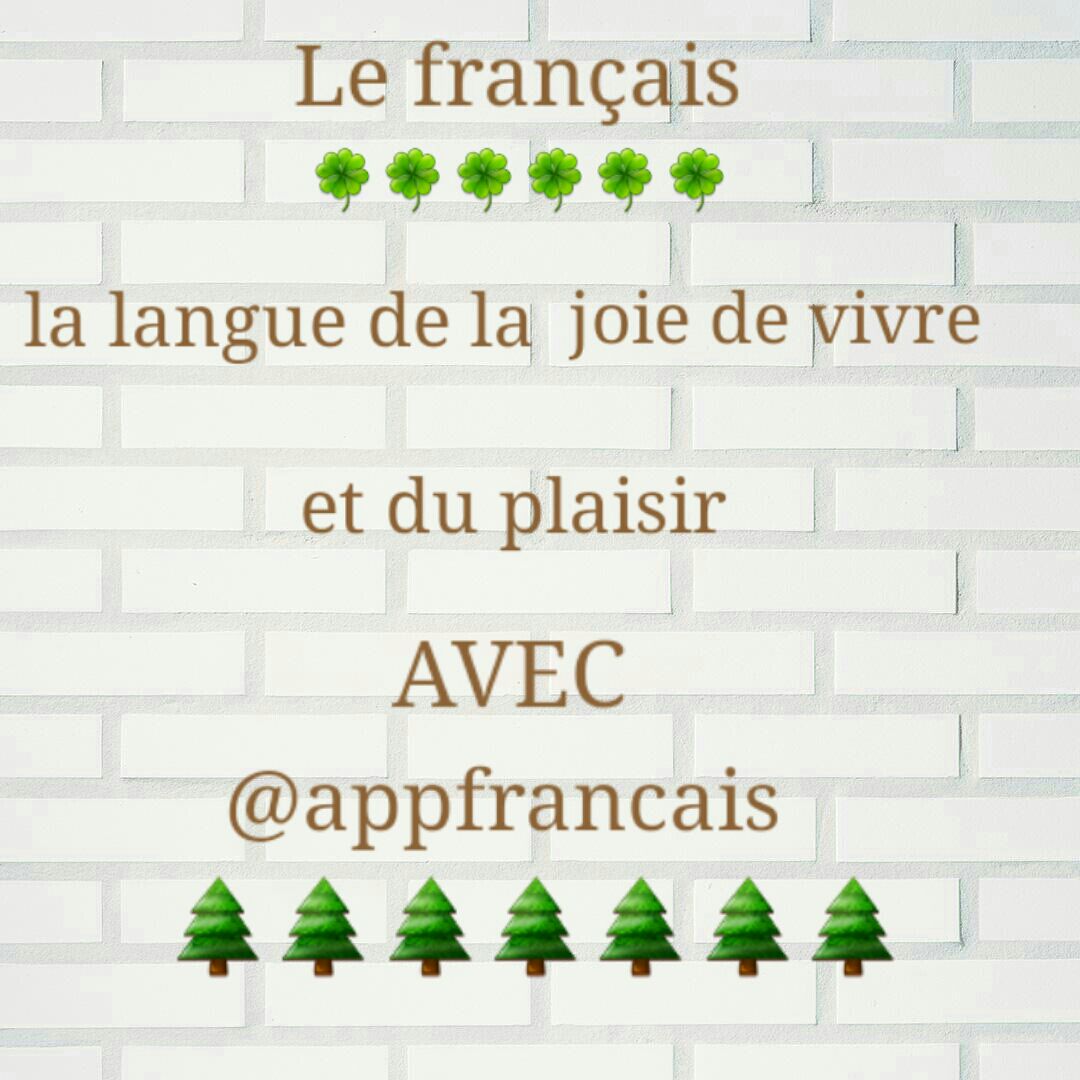 Le français
🍀🍀🍀🍀🍀🍀
la langue de la joie de vivre
et du plaisir
AVEC
@appfrancais
🌲🌲🌲🌲🌲🌲🌲